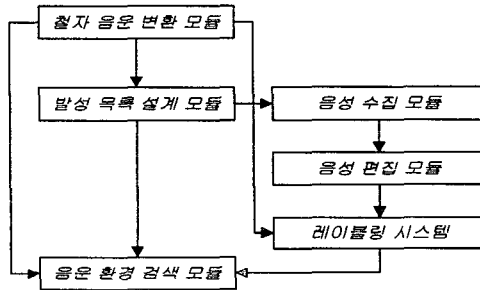 철자 음운 변환 모듈
발성 목록 설계 모듈
음성 수집 모듈
음성 편집 모듈
레이블링 시스템
음운 환경 검색 모듈